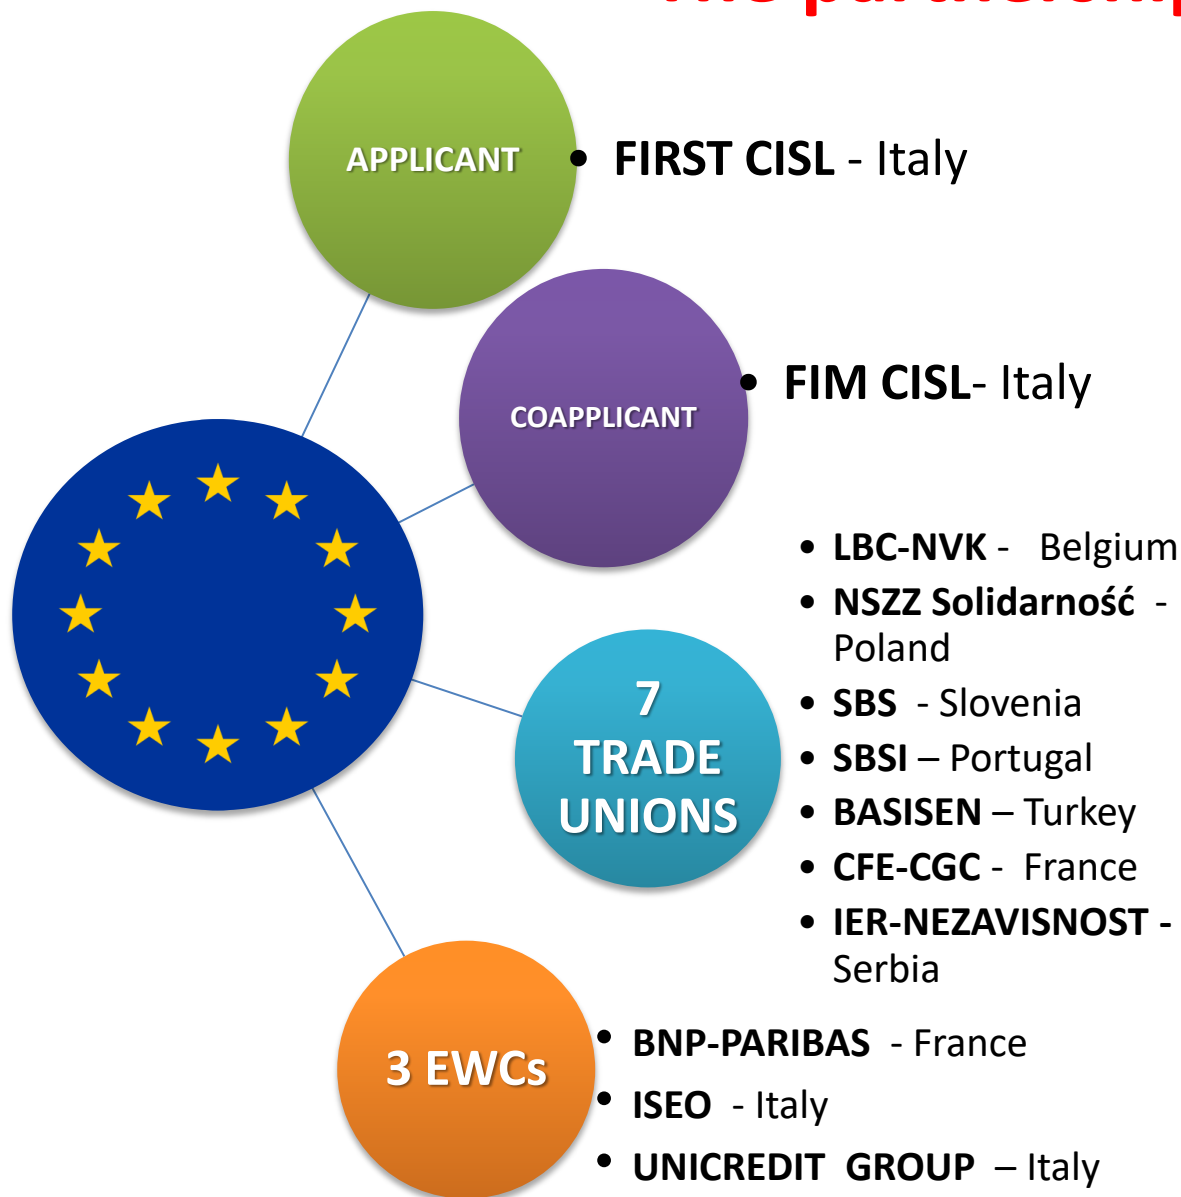 The partnership
APPLICANT
• FIRST CISL - Italy
COAPPLICANT
• FIM CISL- Italy
7
TRADE
UNIONS
• LBC-NVK - Belgium
• NSZZ Solidarność -
Poland
• SBS - Slovenia
• SBSI – Portugal
• BASISEN – Turkey
• CFE-CGC - France
• IER-NEZAVISNOST -
Serbia
3 EWCs
• BNP-PARIBAS - France
• ISEO - Italy
• UNICREDIT GROUP – Italy